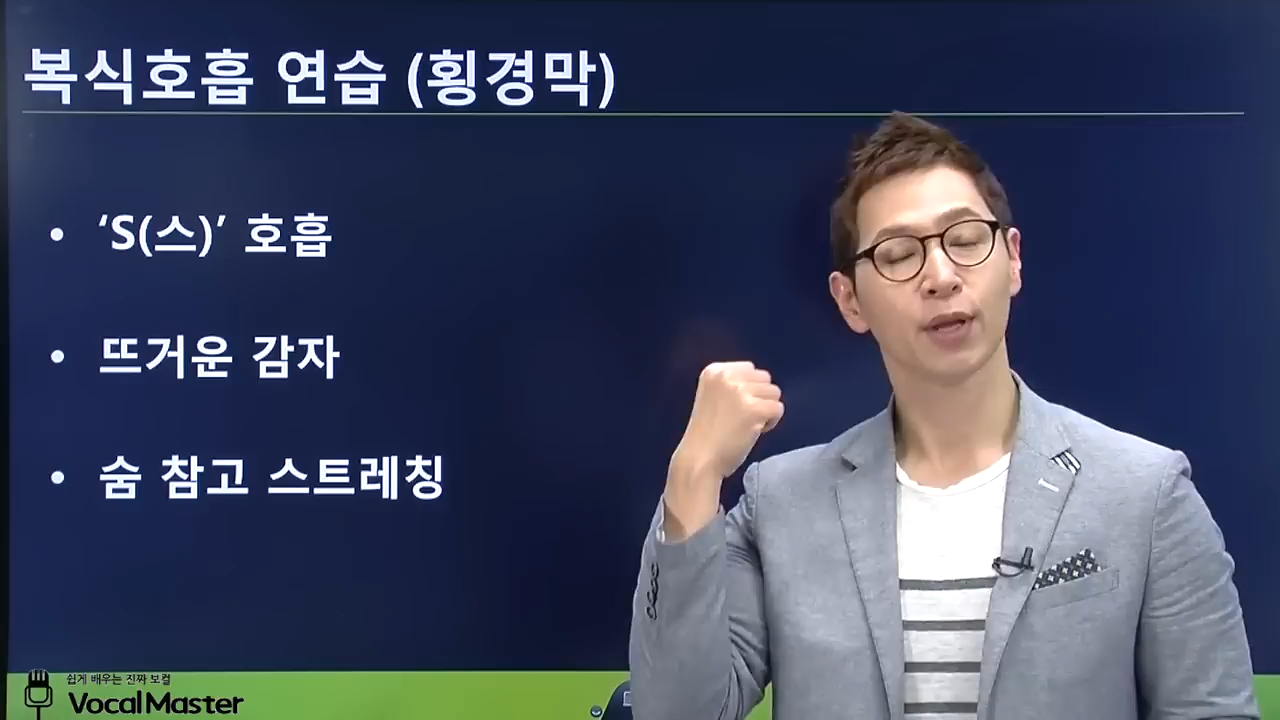 복식호흡 연습 (횡경막)
• ‘S(스)’ 호흡
• 뜨거운 감자
• 숨 참고 스트레칭
쉽게 배우는 진짜 보컬
VocalMaster